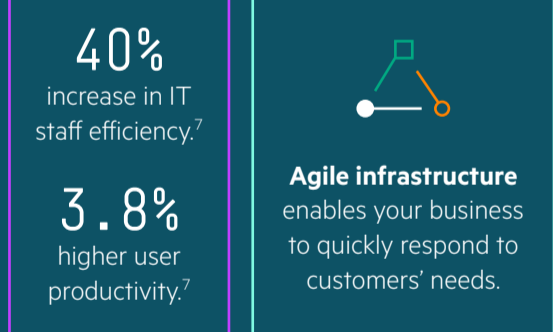 40%
increase in IT
staff efficiency.7
3.8%
higher user
productivity.7
Agile infrastructure
enables your business
to quickly respond to
customers’ needs.